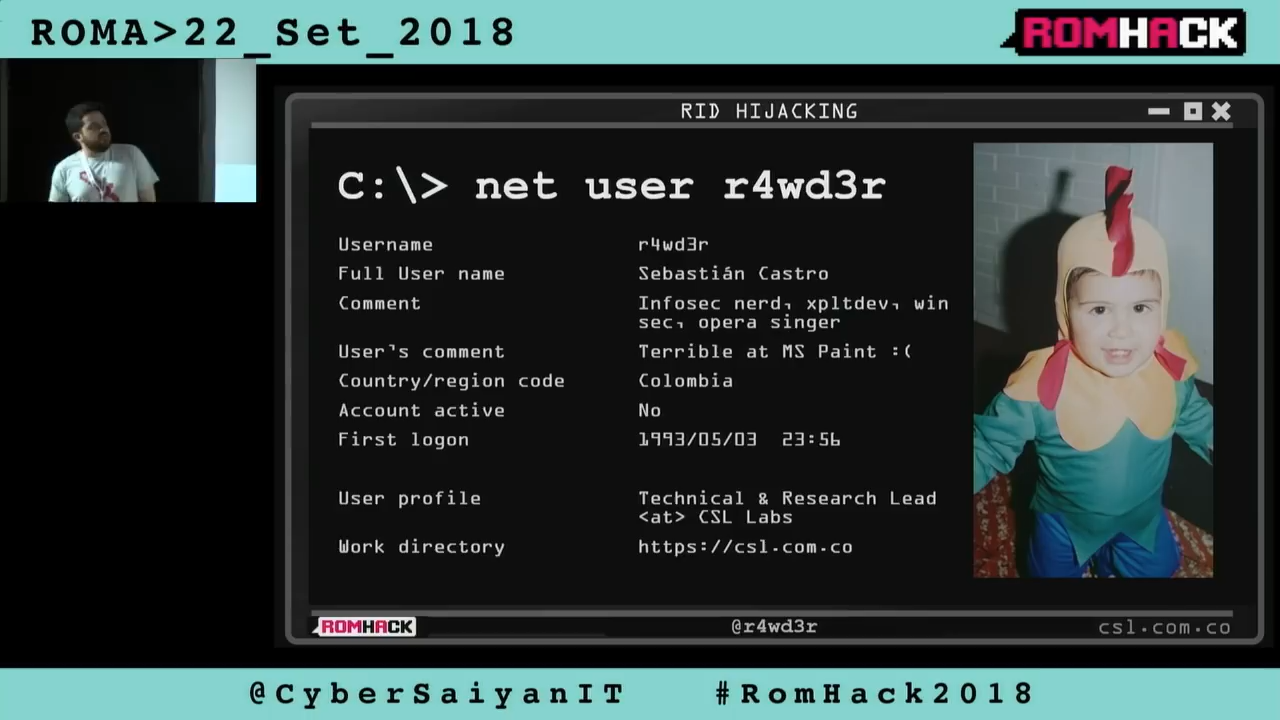 ROMA>22_Set_2018
ROMHACK
RID HIJACKING
C:\> net user r4wd3r
Username r4wd3r
Full User name Sebastián Castro
Comment Infosec nerd, xpltdev, win
sec, opera singer
User's comment Terrible at MS Paint :(
Country/region code Colombia
Account active No
First logon 1993/05/03 23:56
User profile Technical & Research Lead
<at> CSL Labs
Work directory https://csl.com.co
ROMHACK @r4wd3r csl.com.co
@CyberSaiyanIT #RomHack2018